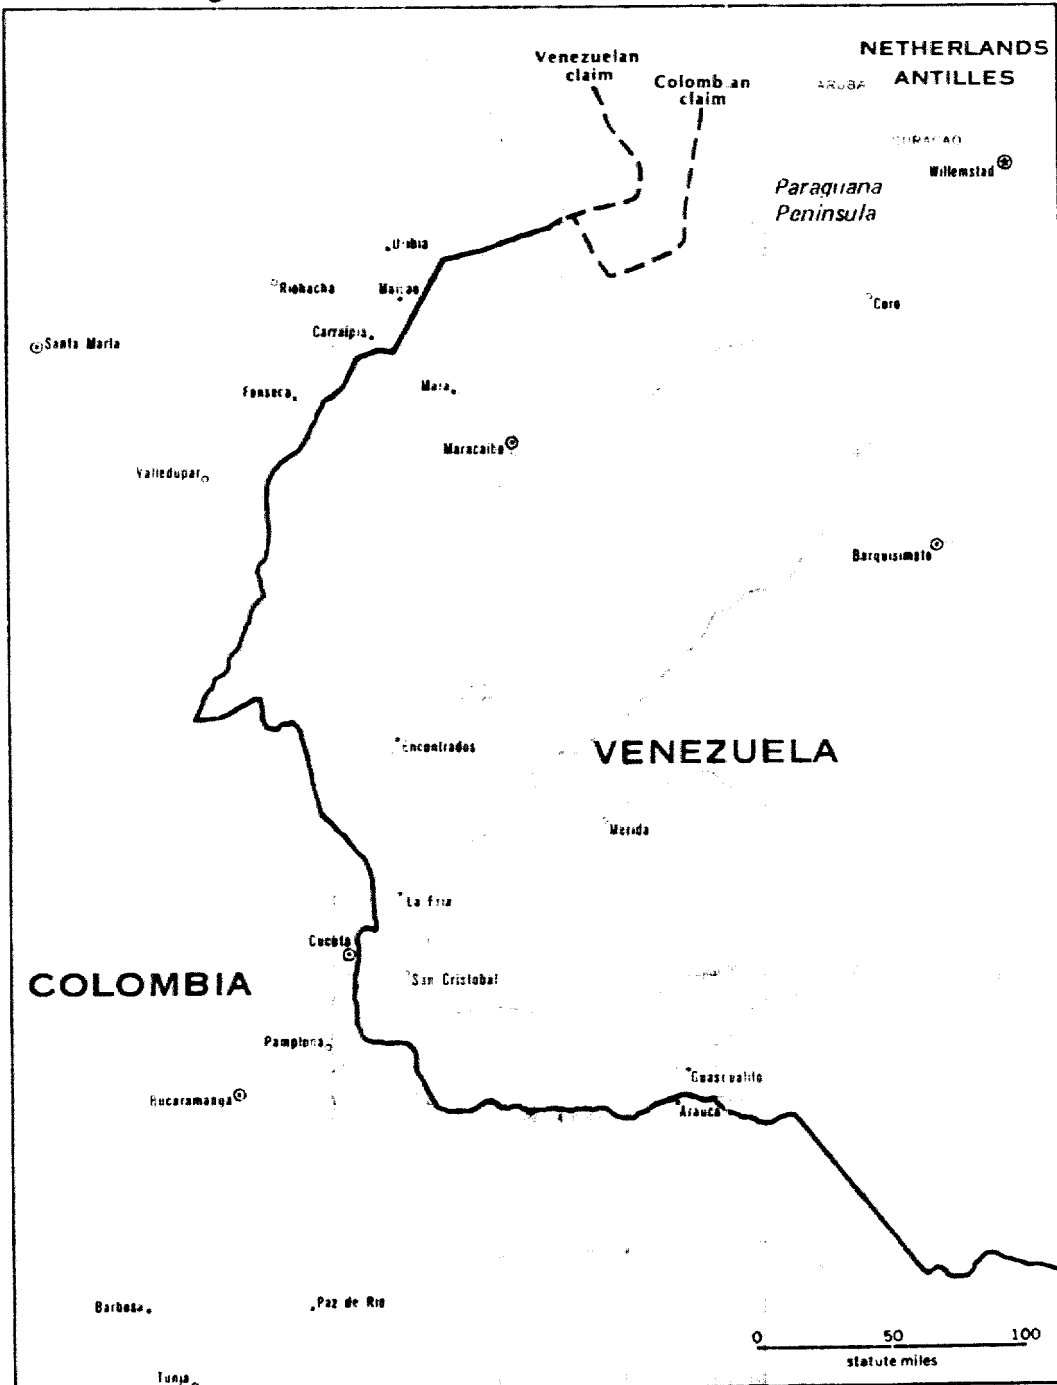 Venezuelan
claim
Colombian
claim
NETHERLANDS
ANTILLES
ARUBA
CURACAO
Willemstad
Paraguana
Peninsula
Uribia
Riohacha
Maicao
Coro
Carraipia
Santa Marta
Fonseca
Mara
Maracaibo
Valledupar
Barquisimeto
Encontrados
VENEZUELA
Merida
La Fria
Cucuta
COLOMBIA
San Cristobal
Pamplona
Guasdualito
Bucaramanga
Arauca
Barbosa
Paz de Rio
0 50 100
statute miles
Tunja